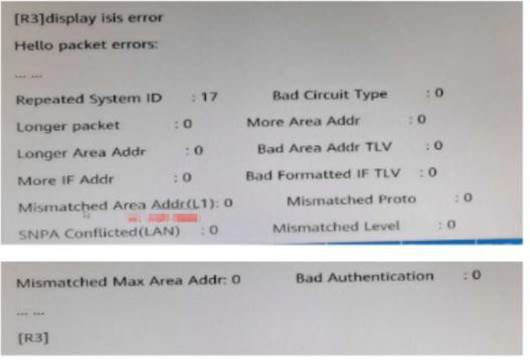 [R3]display isis error
Hello packet errors:
... ...
Repeated System ID : 17 Bad Circuit Type : 0
Longer packet : 0 More Area Addr : 0
Longer Area Addr : 0 Bad Area Addr TLV : 0
More IF Addr : 0 Bad Formatted IF TLV : 0
Mismatched Area Addr(L1): 0 Mismatched Proto : 0
SNPA Conflicted(LAN) : 0 Mismatched Level : 0
Mismatched Max Area Addr: 0 Bad Authentication : 0
... ...
[R3]